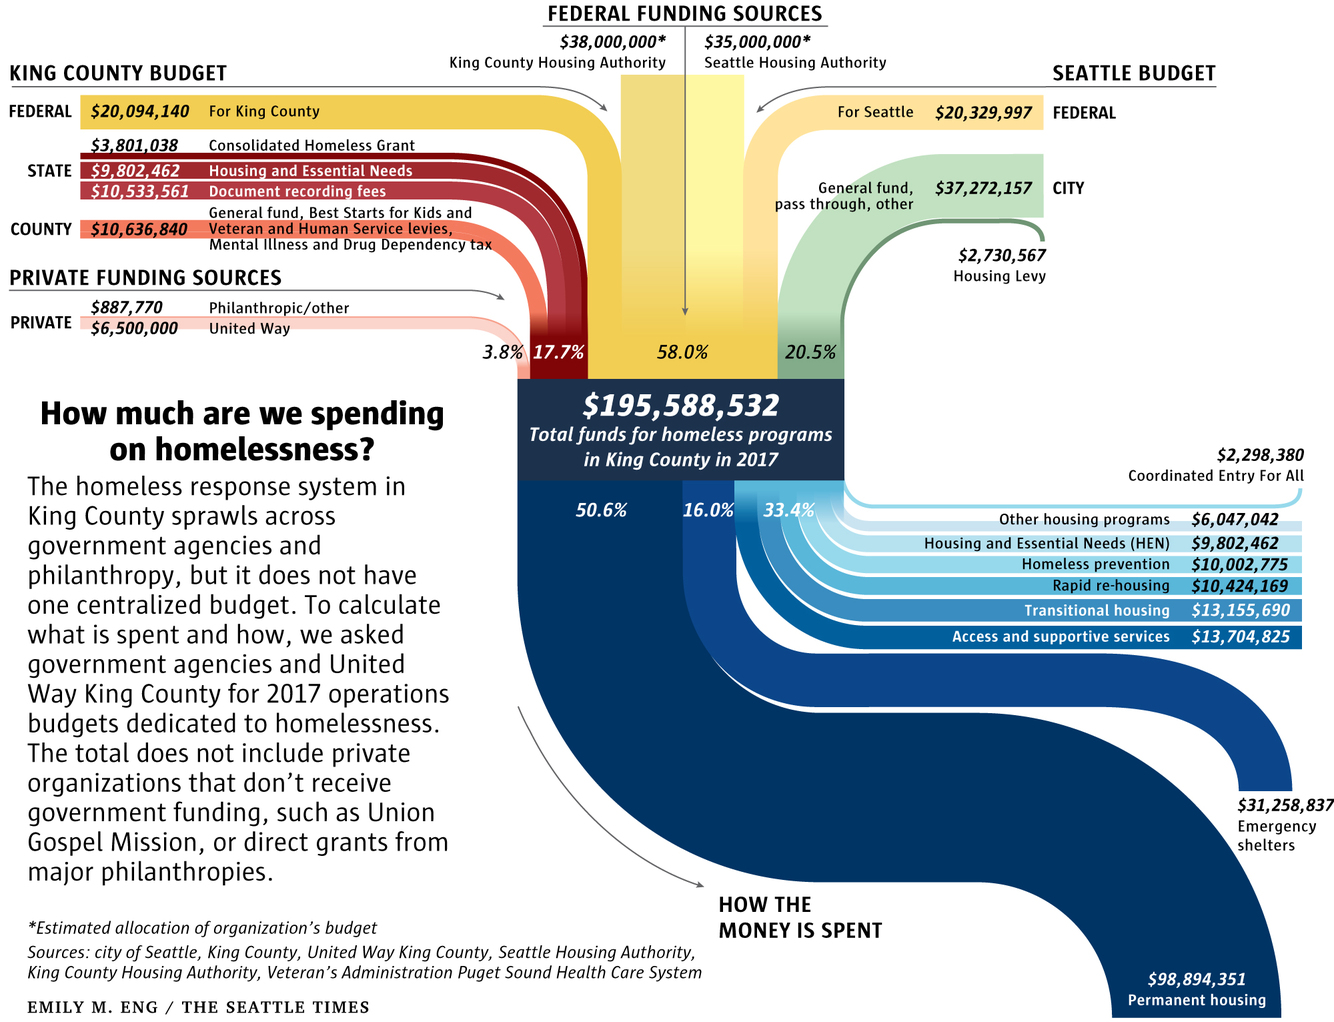 FEDERAL FUNDING SOURCES
$38,000,000*
King County Housing Authority
$35,000,000*
Seattle Housing Authority
KING COUNTY BUDGET
FEDERAL $20,094,140 For King County
$3,801,038 Consolidated Homeless Grant
STATE $9,802,462 Housing and Essential Needs
$10,533,561 Document recording fees
General fund, Best Starts for Kids and
COUNTY $10,636,840 Veteran and Human Service levies,
Mental Illness and Drug Dependency tax
PRIVATE FUNDING SOURCES
$887,770 Philanthropic/other
PRIVATE
$6,500,000 United Way
SEATTLE BUDGET
For Seattle $20,329,997 FEDERAL
General fund,
pass through, other
$37,272,157 CITY
$2,730,567
Housing Levy
3.8% 17.7% 58.0% 20.5%
$195,588,532
Total funds for homeless programs
in King County in 2017
How much are we spending
on homelessness?
The homeless response system in
King County sprawls across
government agencies and
philanthropy, but it does not have
one centralized budget. To calculate
what is spent and how, we asked
government agencies and United
Way King County for 2017 operations
budgets dedicated to homelessness.
The total does not include private
organizations that don’t receive
government funding, such as Union
Gospel Mission, or direct grants from
major philanthropies.
50.6% 16.0% 33.4%
$2,298,380
Coordinated Entry For All
Other housing programs $6,047,042
Housing and Essential Needs (HEN) $9,802,462
Homeless prevention $10,002,775
Rapid re-housing $10,424,169
Transitional housing $13,155,690
Access and supportive services $13,704,825
$31,258,837
Emergency
shelters
HOW THE
MONEY IS SPENT
$98,894,351
Permanent housing
*Estimated allocation of organization’s budget
Sources: city of Seattle, King County, United Way King County, Seattle Housing Authority,
King County Housing Authority, Veteran’s Administration Puget Sound Health Care System
EMILY M. ENG / THE SEATTLE TIMES